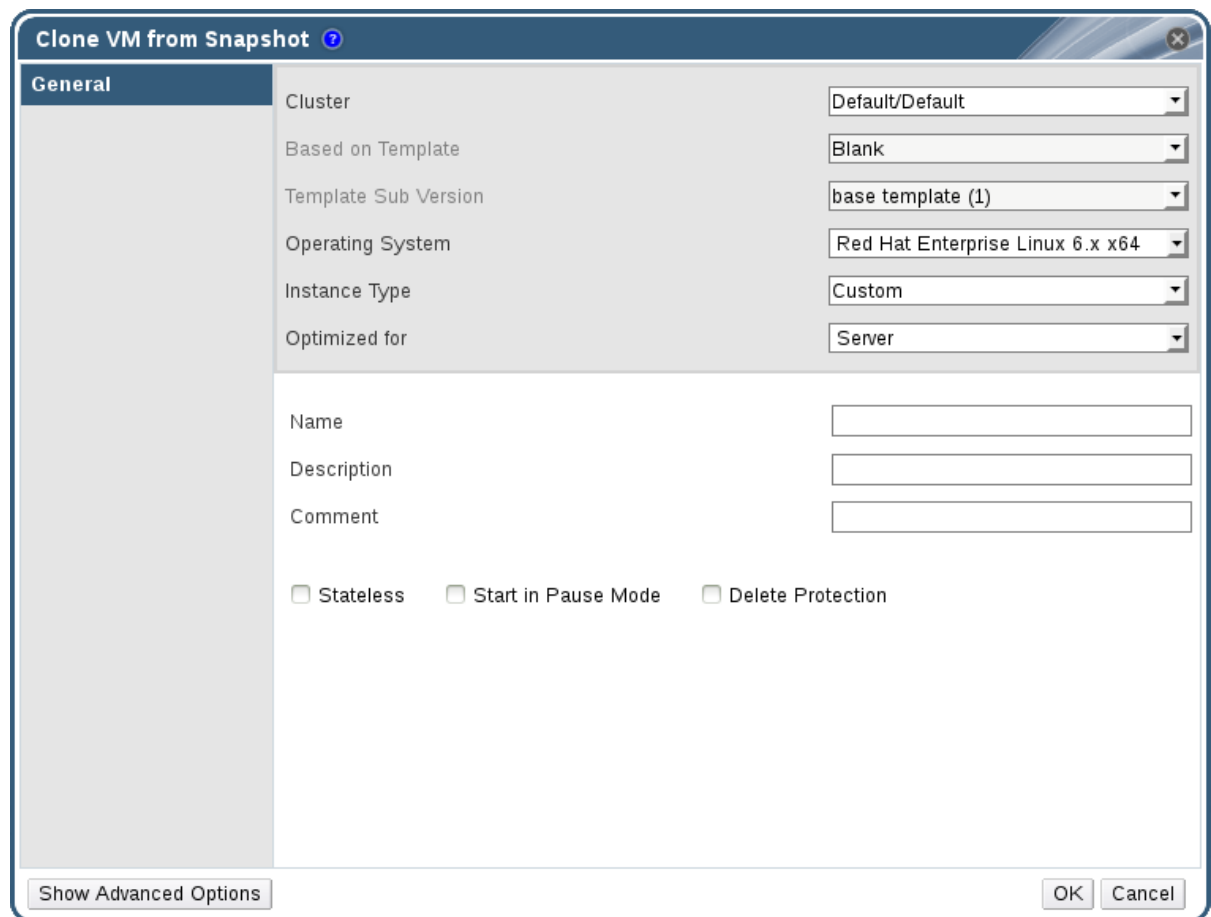 Clone VM from Snapshot ?
General
Cluster Default/Default
Based on Template Blank
Template Sub Version base template (1)
Operating System Red Hat Enterprise Linux 6.x x64
Instance Type Custom
Optimized for Server
Name
Description
Comment
Stateless Start in Pause Mode Delete Protection
Show Advanced Options OK Cancel